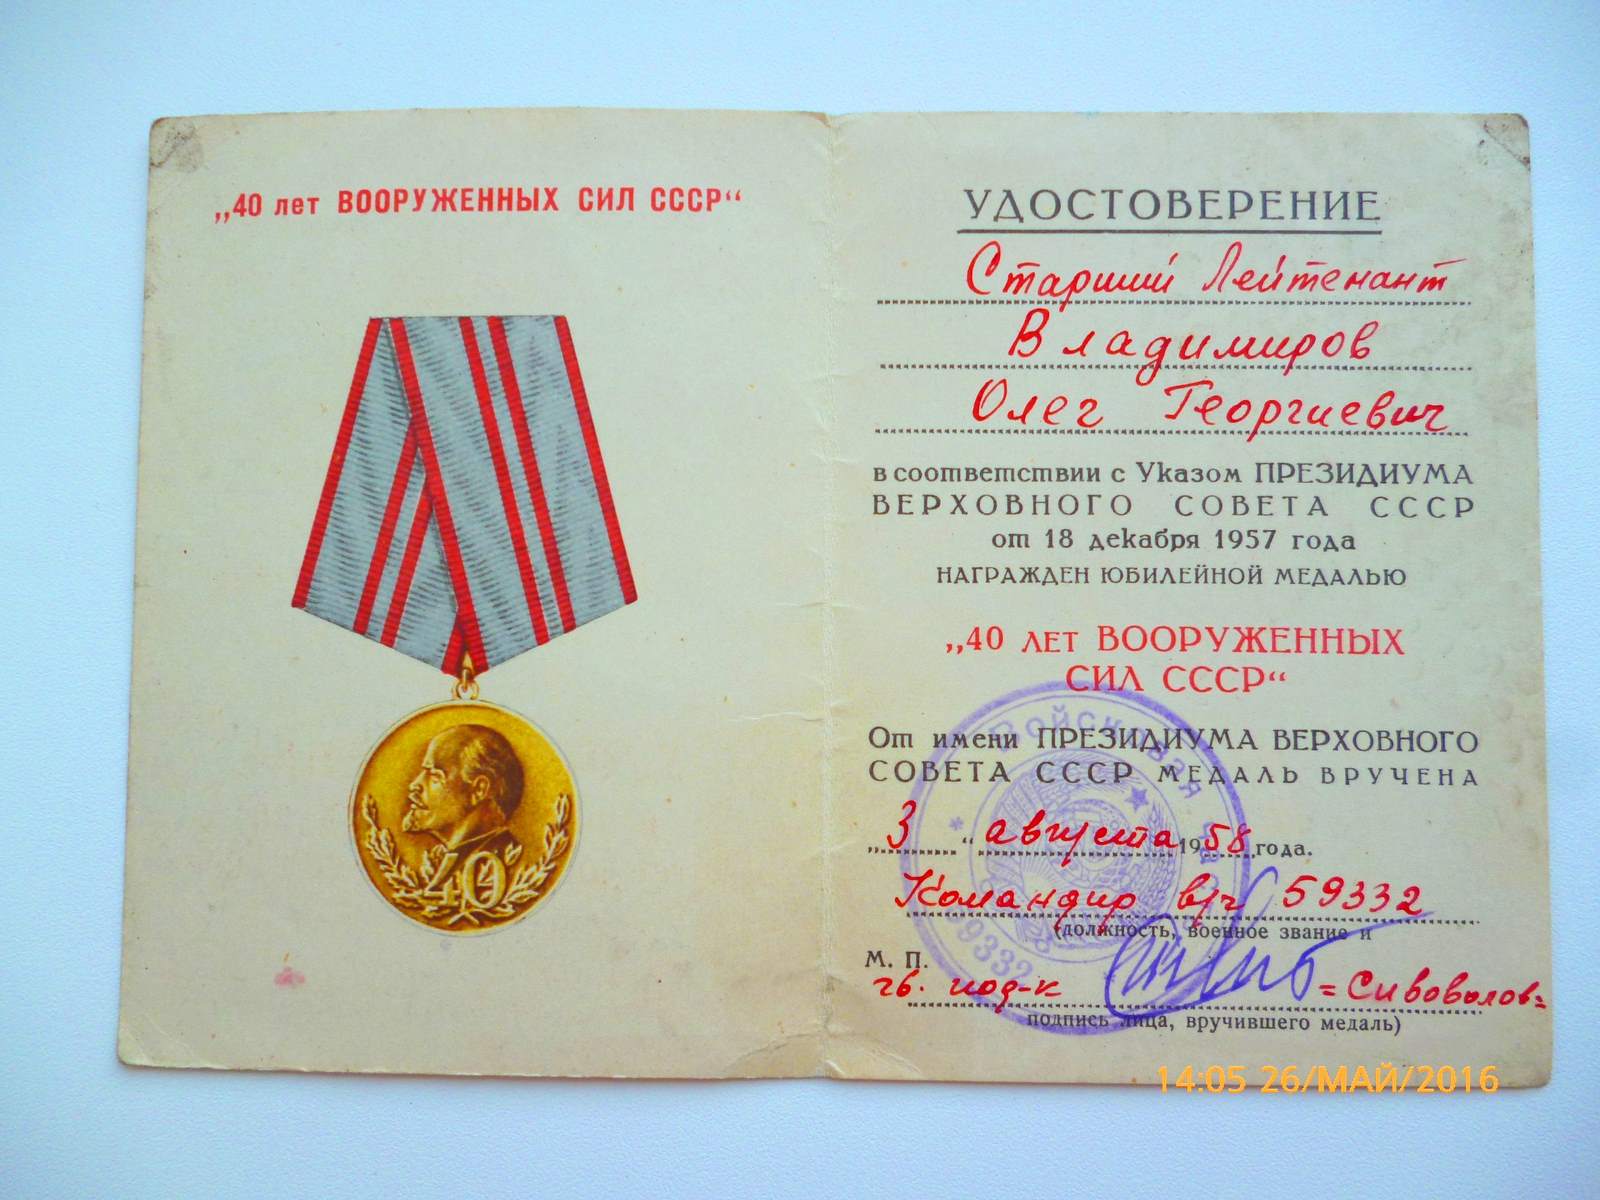 „40 лет ВООРУЖЕННЫХ СИЛ СССР“
УДОСТОВЕРЕНИЕ
Старший Лейтенант
Владимиров
Олег Георгиевич
в соответствии с Указом ПРЕЗИДИУМА
ВЕРХОВНОГО СОВЕТА СССР
от 18 декабря 1957 года
НАГРАЖДЕН ЮБИЛЕЙНОЙ МЕДАЛЬЮ
„40 ЛЕТ ВООРУЖЕННЫХ
СИЛ СССР“
От имени ПРЕЗИДИУМА ВЕРХОВНОГО
СОВЕТА СССР МЕДАЛЬ ВРУЧЕНА
„3“ августа 1958 года.
Командир в/ч 59332
(должность, военное звание и
М. П.
гв. под-к =Сивоволов=
подпись лица, вручившего медаль)
Войсковая часть
59332
40
14:05 26/МАЙ/2016